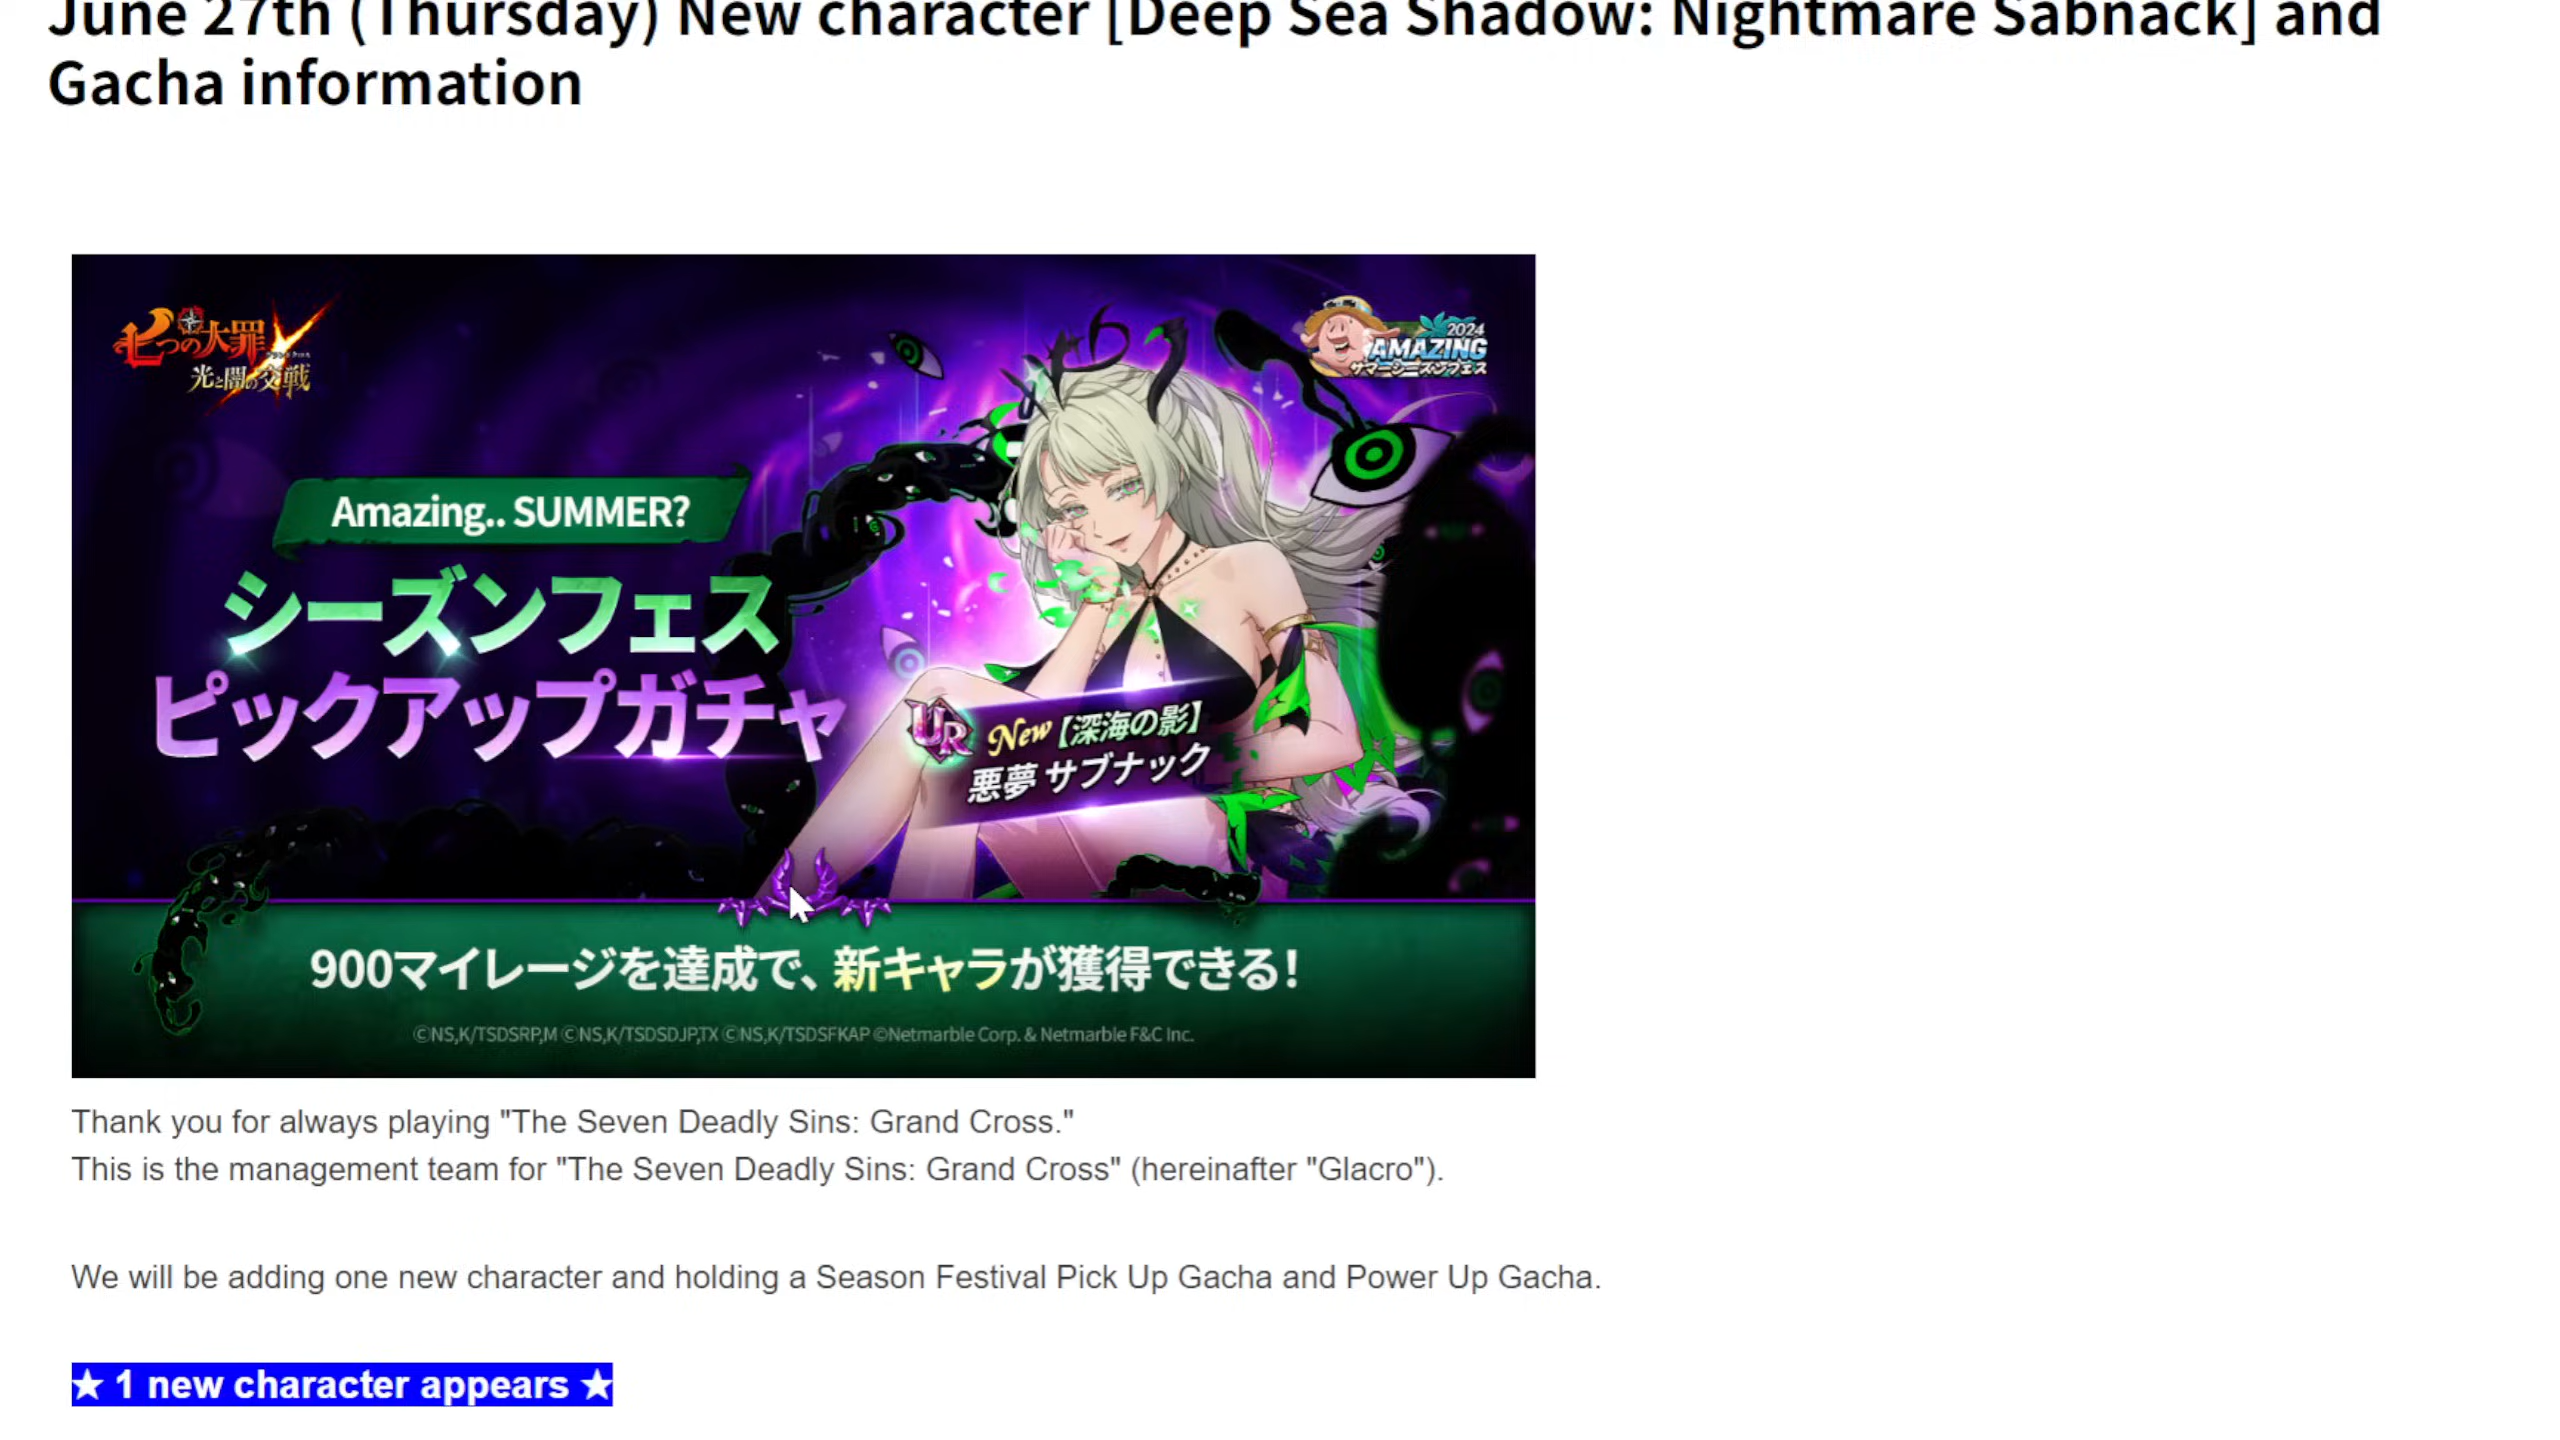 June 27th (Thursday) New character [Deep Sea Shadow: Nightmare Sabnack] and
Gacha information
七つの大罪
光と闇の交戦
2024
AMAZING
サマーシーズンフェス
Amazing.. SUMMER?
シーズンフェス
ピックアップガチャ
UR New【深海の影】
悪夢 サブナック
900マイレージを達成で、新キャラが獲得できる!
©NS,K/TSDSRP,M ©NS,K/TSDSDJP,TX ©NS,K/TSDSFKAP ©Netmarble Corp. & Netmarble F&C Inc.
Thank you for always playing "The Seven Deadly Sins: Grand Cross."
This is the management team for "The Seven Deadly Sins: Grand Cross" (hereinafter "Glacro").
We will be adding one new character and holding a Season Festival Pick Up Gacha and Power Up Gacha.
★ 1 new character appears ★